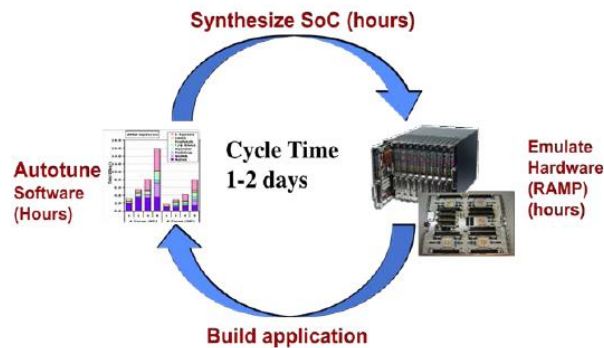 Synthesize SoC (hours)
Cycle Time
1-2 days
Autotune
Software
(Hours)
Emulate
Hardware
(RAMP)
(hours)
Build application